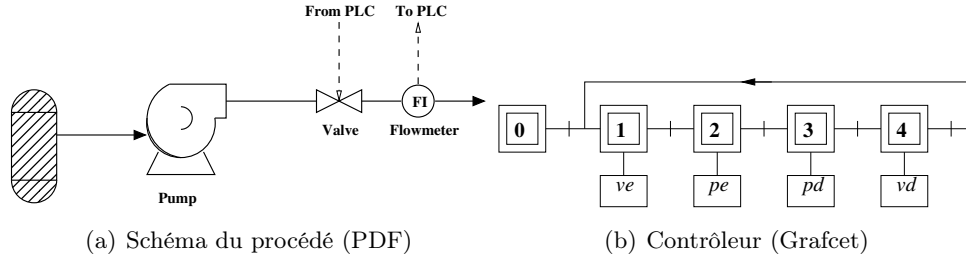 From PLC
To PLC
FI
Valve
Flowmeter
Pump
0
1
2
3
4
ve
pe
pd
vd
(a) Schéma du procédé (PDF)
(b) Contrôleur (Grafcet)